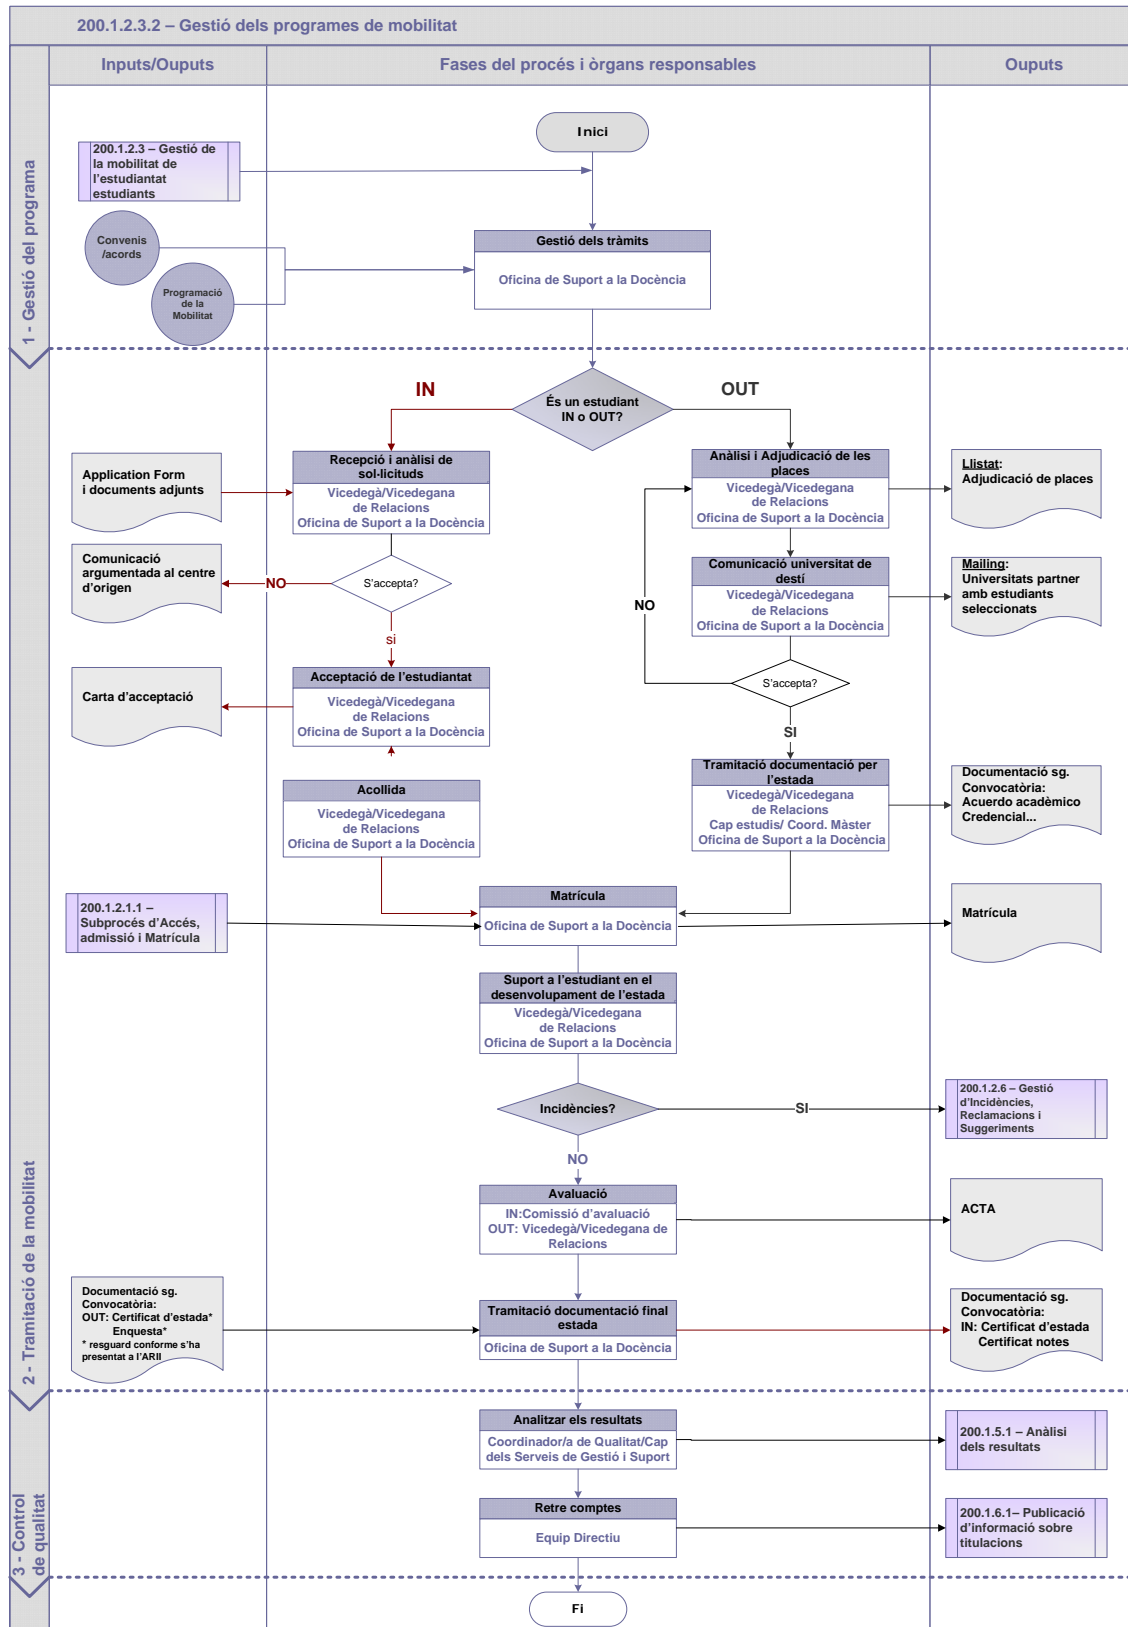 200.1.2.3.2 – Gestió dels programes de mobilitat
Inputs/Ouputs
Fases del procés i òrgans responsables
Ouputs
1 - Gestió del programa
Inici
200.1.2.3 – Gestió de
la mobilitat de
l'estudiantat
estudiants
Convenis
/acords
Programació
de la
Mobilitat
Gestió dels tràmits
Oficina de Suport a la Docència
2 - Tramitació de la mobilitat
És un estudiant
IN o OUT?
IN
OUT
Application Form
i documents adjunts
Recepció i anàlisi de
sol·licituds
Vicedegà/Vicedegana
de Relacions
Oficina de Suport a la Docència
Anàlisi i Adjudicació de les
places
Vicedegà/Vicedegana
de Relacions
Oficina de Suport a la Docència
Llistat:
Adjudicació de places
Comunicació
argumentada al centre
d'origen
NO
S'accepta?
si
Comunicació universitat de
destí
Vicedegà/Vicedegana
de Relacions
Oficina de Suport a la Docència
Mailing:
Universitats partner
amb estudiants
seleccionats
NO
S'accepta?
SI
Carta d'acceptació
Acceptació de l'estudiantat
Vicedegà/Vicedegana
de Relacions
Oficina de Suport a la Docència
Acollida
Vicedegà/Vicedegana
de Relacions
Oficina de Suport a la Docència
Tramitació documentació per
l'estada
Vicedegà/Vicedegana
de Relacions
Cap estudis/ Coord. Màster
Oficina de Suport a la Docència
Documentació sg.
Convocatòria:
Acuerdo acadèmico
Credencial...
200.1.2.1.1 –
Subprocés d'Accés,
admissió i Matrícula
Matrícula
Oficina de Suport a la Docència
Matrícula
Suport a l'estudiant en el
desenvolupament de l'estada
Vicedegà/Vicedegana
de Relacions
Oficina de Suport a la Docència
Incidències?
SI
NO
200.1.2.6 – Gestió
d'Incidències,
Reclamacions i
Suggeriments
Avaluació
IN:Comissió d'avaluació
OUT: Vicedegà/Vicedegana de
Relacions
ACTA
Documentació sg.
Convocatòria:
OUT: Certificat d'estada*
Enquesta*
* resguard conforme s'ha
presentat a l'ARII
Tramitació documentació final
estada
Oficina de Suport a la Docència
Documentació sg.
Convocatòria:
IN: Certificat d'estada
Certificat notes
3 - Control
de qualitat
Analitzar els resultats
Coordinador/a de Qualitat/Cap
dels Serveis de Gestió i Suport
200.1.5.1 – Anàlisi
dels resultats
Retre comptes
Equip Directiu
200.1.6.1– Publicació
d'informació sobre
titulacions
Fi